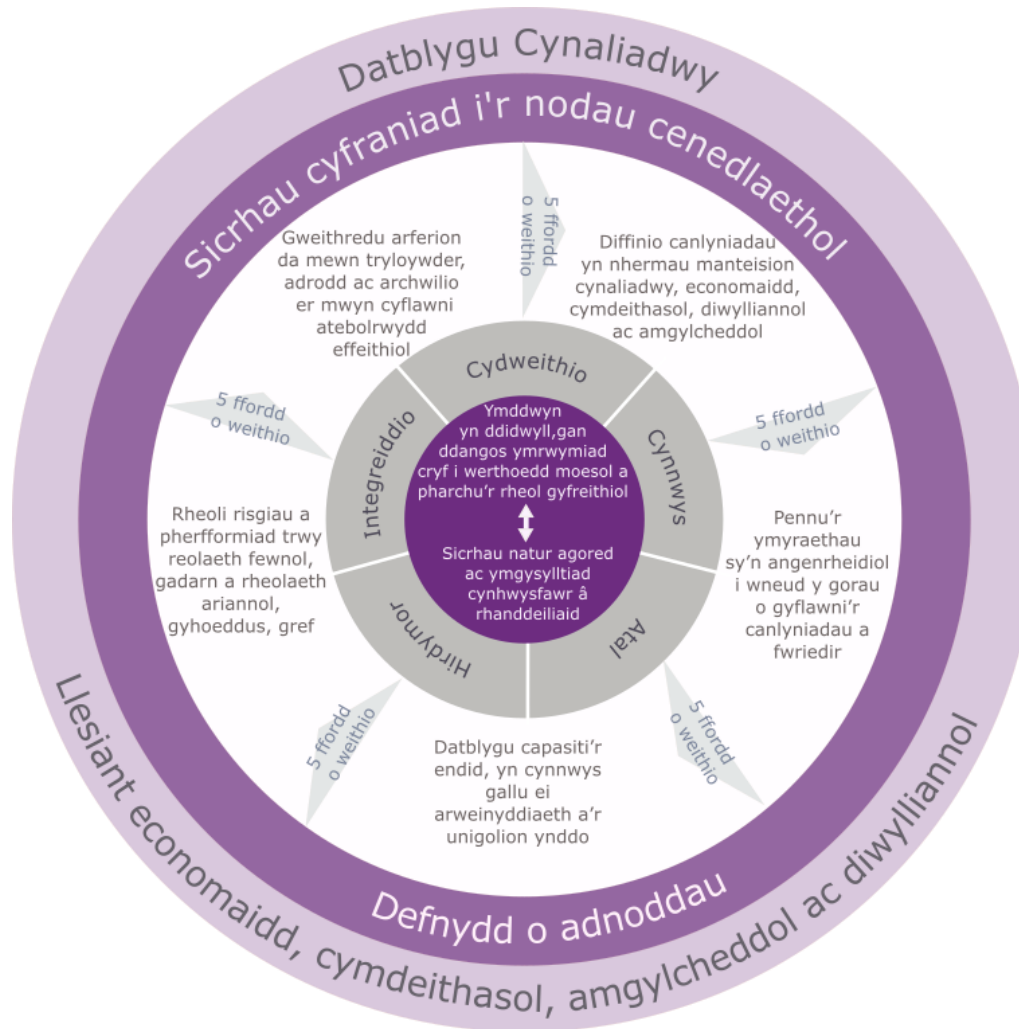 Datblygu Cynaliadwy
Sicrhau cyfraniad i'r nodau cenedlaethol
5 ffordd
o weithio
Gweithredu arferion
da mewn tryloywder,
adrodd ac archwilio
er mwyn cyflawni
atebolrwydd
effeithiol
Diffinio canlyniadau
yn nhermau manteision
cynaliadwy, economaidd,
cymdeithasol, diwylliannol
ac amgylcheddol
Cydweithio
5 ffordd
o weithio
5 ffordd
o weithio
Integreiddio
Cynnwys
Ymddwyn
yn ddidwyll,gan
ddangos ymrwymiad
cryf i werthoedd moesol a
pharchu'r rheol gyfreithiol
Sicrhau natur agored
ac ymgysylltiad
cynhwysfawr â
rhanddeiliaid
Rheoli risgiau a
pherfformiad trwy
reolaeth fewnol,
gadarn a rheolaeth
ariannol,
gyhoeddus, gref
Pennu'r
ymyraethau
sy'n angenrheidiol
i wneud y gorau
o gyflawni'r
canlyniadau a
fwriedir
Hirdymor
Atal
5 ffordd
o weithio
5 ffordd
o weithio
Datblygu capasiti'r
endid, yn cynnwys
gallu ei
arweinyddiaeth a'r
unigolion ynddo
Defnydd o adnoddau
Llesiant economaidd, cymdeithasol, amgylcheddol ac diwylliannol